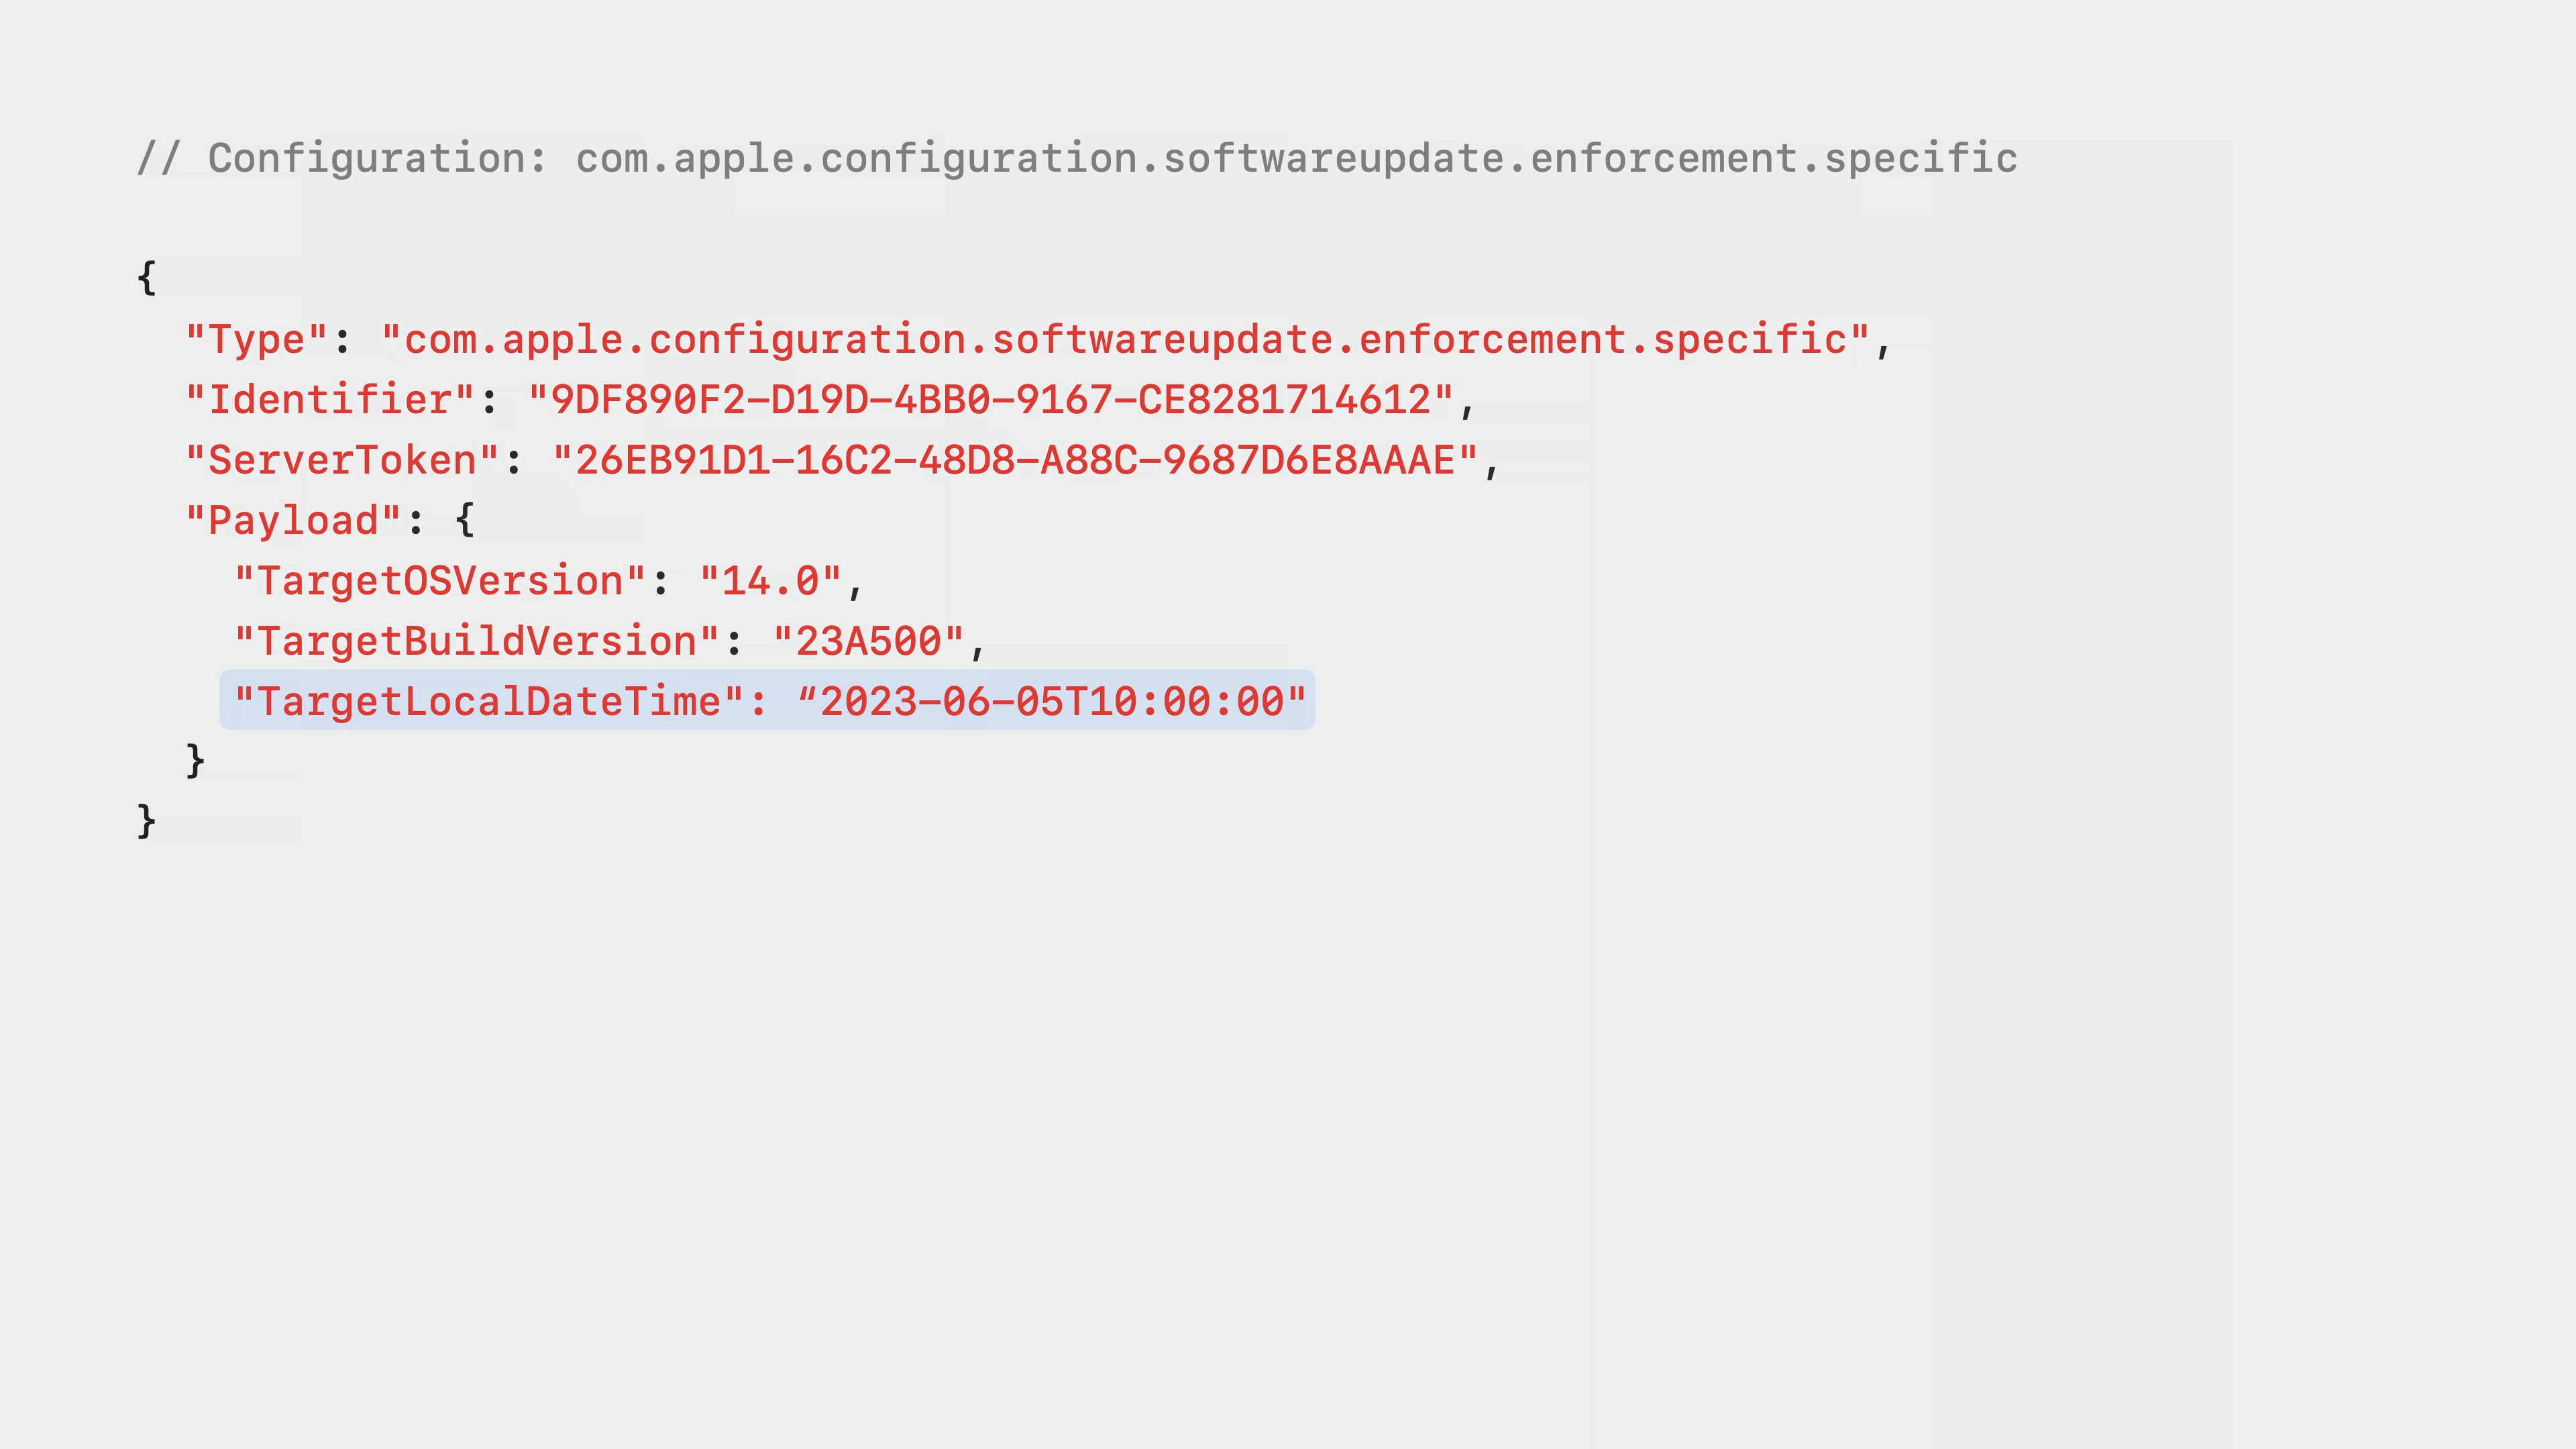 // Configuration: com.apple.configuration.softwareupdate.enforcement.specific
{
"Type": "com.apple.configuration.softwareupdate.enforcement.specific",
"Identifier": "9DF890F2-D19D-4BB0-9167-CE8281714612",
"ServerToken": "26EB91D1-16C2-48D8-A88C-9687D6E8AAAE",
"Payload": {
"TargetOSVersion": "14.0",
"TargetBuildVersion": "23A500",
"TargetLocalDateTime": “2023-06-05T10:00:00"
}
}